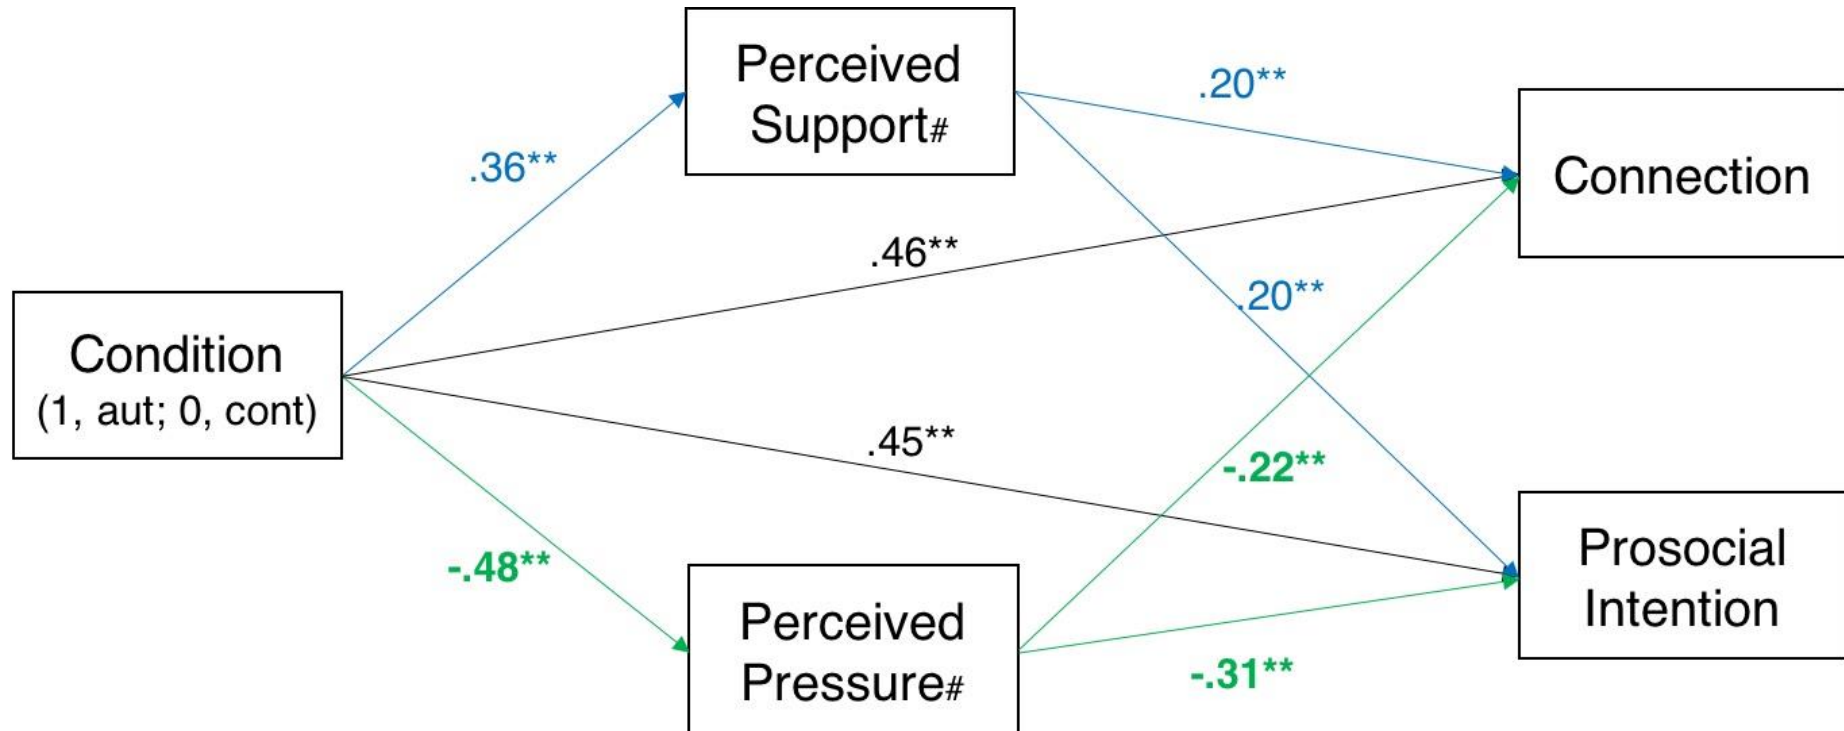 Perceived
Support#
.20**
.36**
Connection
.46**
.20**
Condition
(1, aut; 0, cont)
.45**
-.22**
-.48**
Prosocial
Intention
Perceived
Pressure#
-.31**